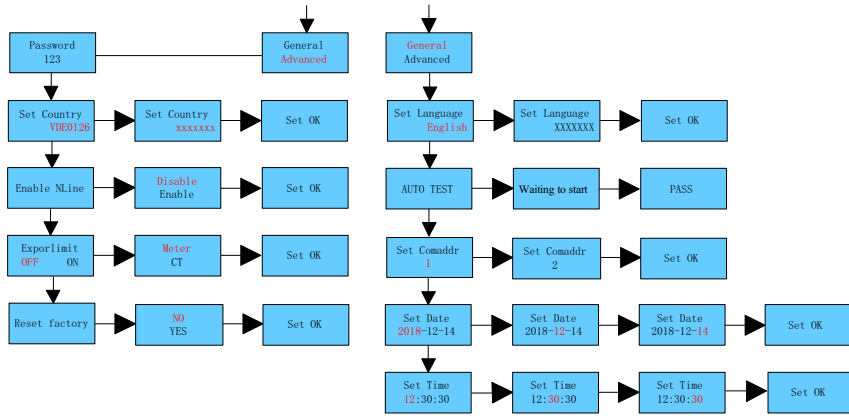 Password
123
General
Advanced
Set Country
VDE0126
Set Country
xxxxxxx
Set OK
Enable NLine
Disable
Enable
Set OK
Exporlimit
OFF ON
Meter
CT
Set OK
Reset factory
NO
YES
Set OK
General
Advanced
Set Language
English
Set Language
XXXXXXX
Set OK
AUTO TEST
Waiting to start
PASS
Set Comaddr
1
Set Comaddr
2
Set OK
Set Date
2018-12-14
Set Date
2018-12-14
Set Date
2018-12-14
Set OK
Set Time
12:30:30
Set Time
12:30:30
Set Time
12:30:30
Set OK